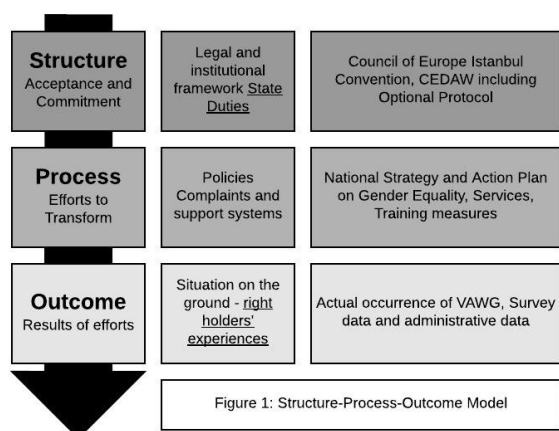 Structure
Acceptance and
Commitment
Legal and
institutional
framework State
Duties
Council of Europe Istanbul
Convention, CEDAW including
Optional Protocol
Process
Efforts to
Transform
Policies
Complaints and
support systems
National Strategy and Action Plan
on Gender Equality, Services,
Training measures
Outcome
Results of efforts
Situation on the
ground - right
holders'
experiences
Actual occurrence of VAWG, Survey
data and administrative data
Figure 1: Structure-Process-Outcome Model